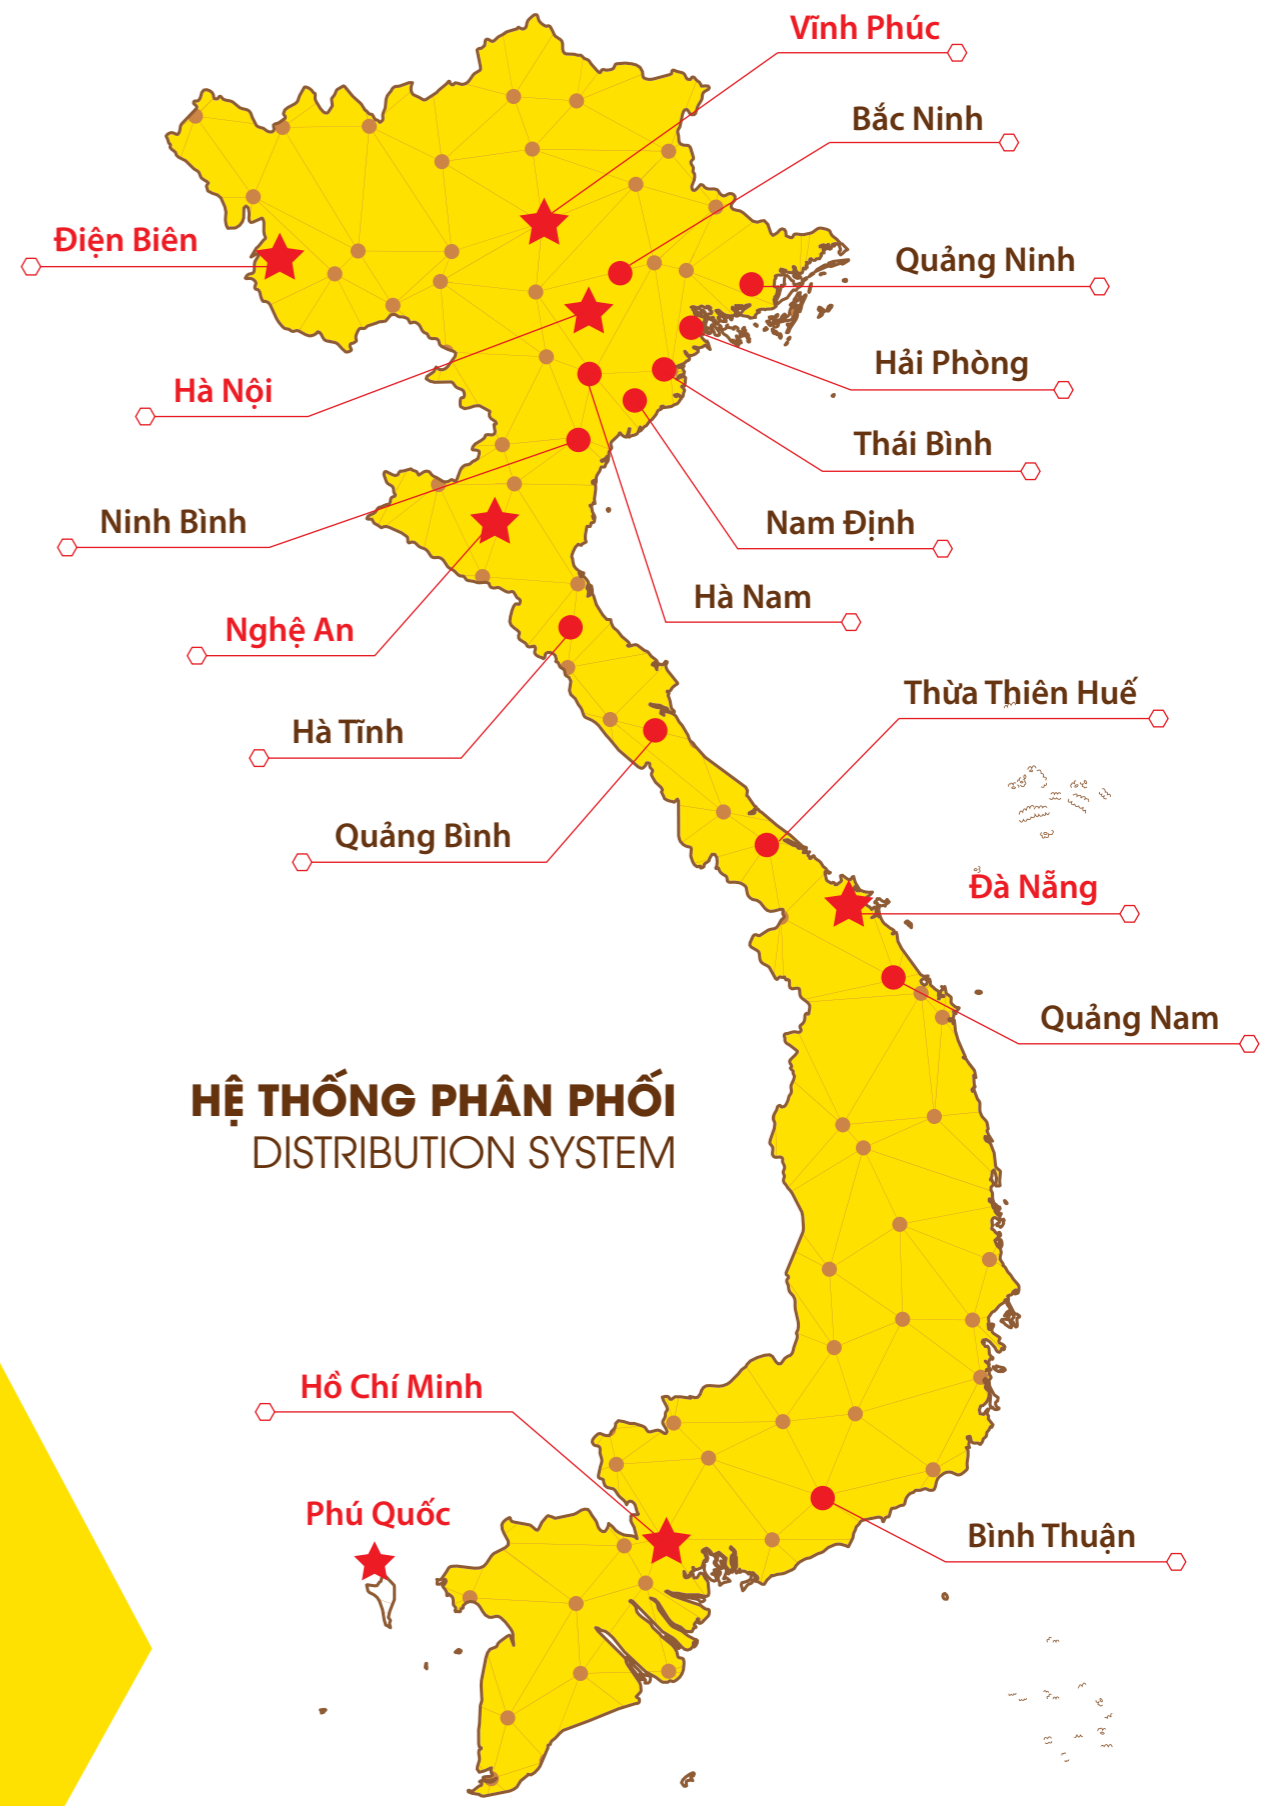 Vĩnh Phúc
Bắc Ninh
Điện Biên
Quảng Ninh
Hải Phòng
Hà Nội
Thái Bình
Ninh Bình
Nam Định
Hà Nam
Nghệ An
Thừa Thiên Huế
Hà Tĩnh
Quảng Bình
Đà Nẵng
Quảng Nam
HỆ THỐNG PHÂN PHỐI
DISTRIBUTION SYSTEM
Hồ Chí Minh
Phú Quốc
Bình Thuận